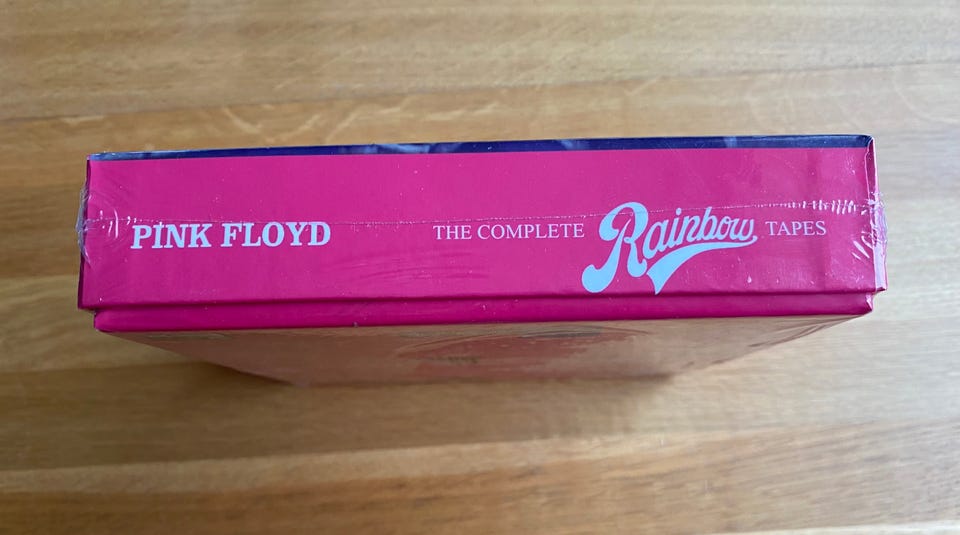 PINK FLOYD THE COMPLETE Rainbow TAPES